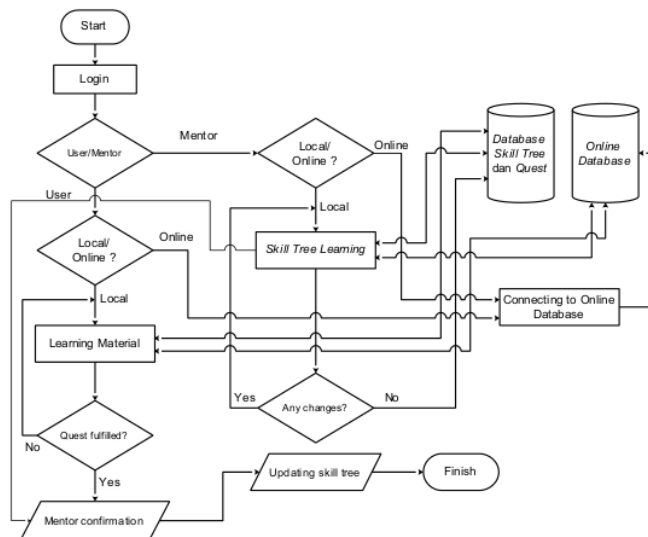 Start
Login
User/Mentor
Mentor
Local/
Online ?
Online
Database
Skill Tree
dan Quest
Online
Database
User
Local
Local/
Online ?
Online
Skill Tree Learning
Local
Connecting to Online
Database
Learning Material
Yes
Any changes?
No
Quest fulfilled?
No
Yes
Updating skill tree
Finish
Mentor confirmation